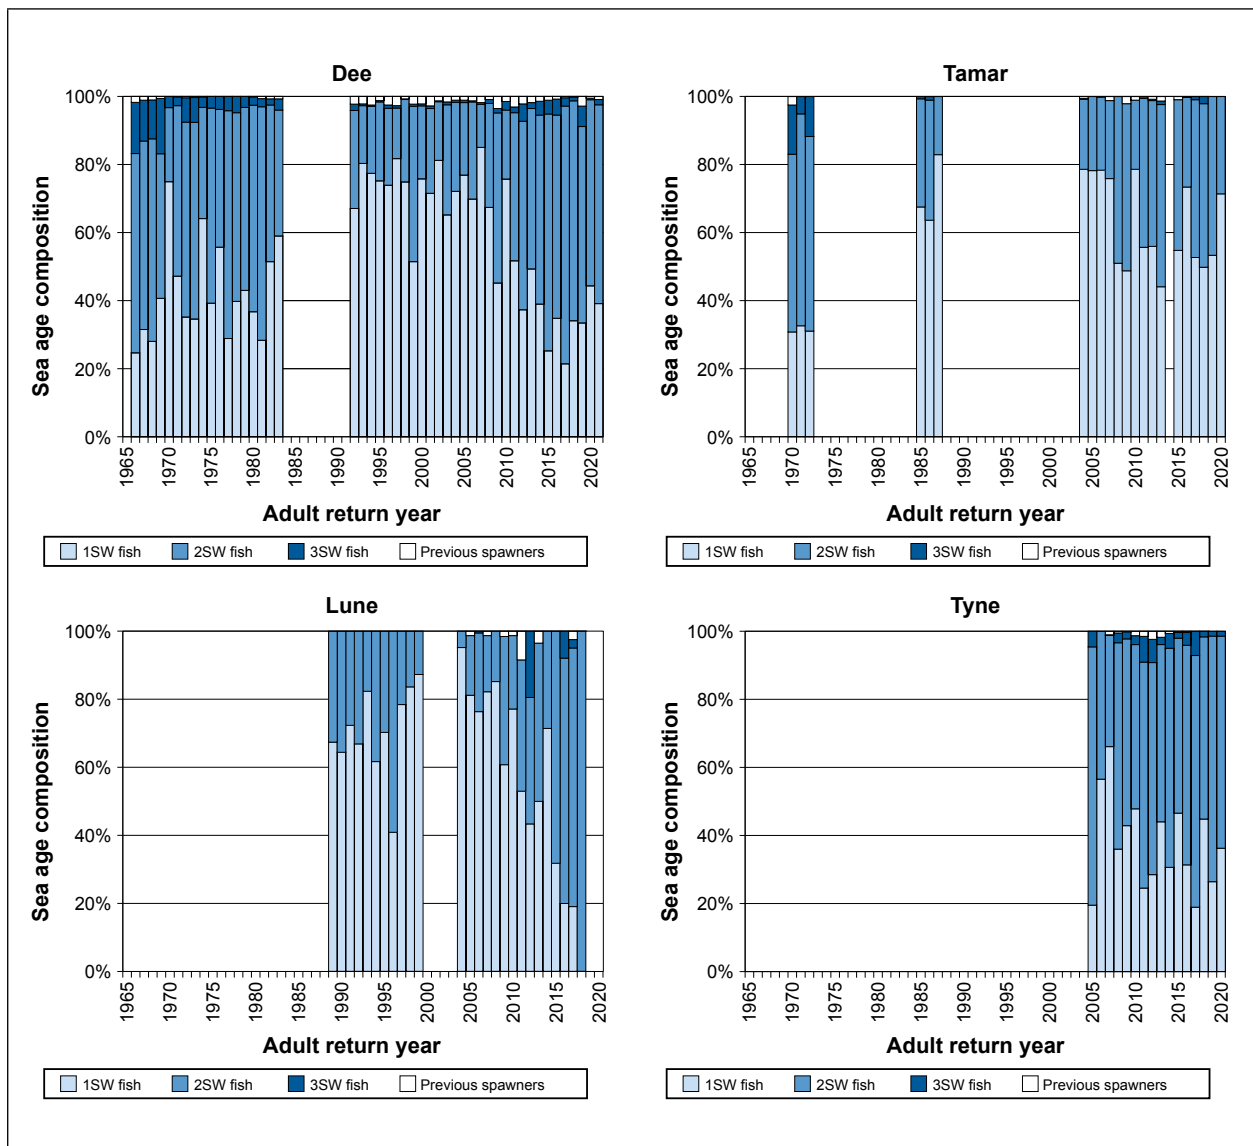 Dee
Sea age composition
100%
80%
60%
40%
20%
0%
1965 1970 1975 1980 1985 1990 1995 2000 2005 2010 2015 2020
Adult return year
1SW fish 2SW fish 3SW fish Previous spawners
Tamar
Sea age composition
100%
80%
60%
40%
20%
0%
1965 1970 1975 1980 1985 1990 1995 2000 2005 2010 2015 2020
Adult return year
1SW fish 2SW fish 3SW fish Previous spawners
Lune
Sea age composition
100%
80%
60%
40%
20%
0%
1965 1970 1975 1980 1985 1990 1995 2000 2005 2010 2015 2020
Adult return year
1SW fish 2SW fish 3SW fish Previous spawners
Tyne
Sea age composition
100%
80%
60%
40%
20%
0%
1965 1970 1975 1980 1985 1990 1995 2000 2005 2010 2015 2020
Adult return year
1SW fish 2SW fish 3SW fish Previous spawners